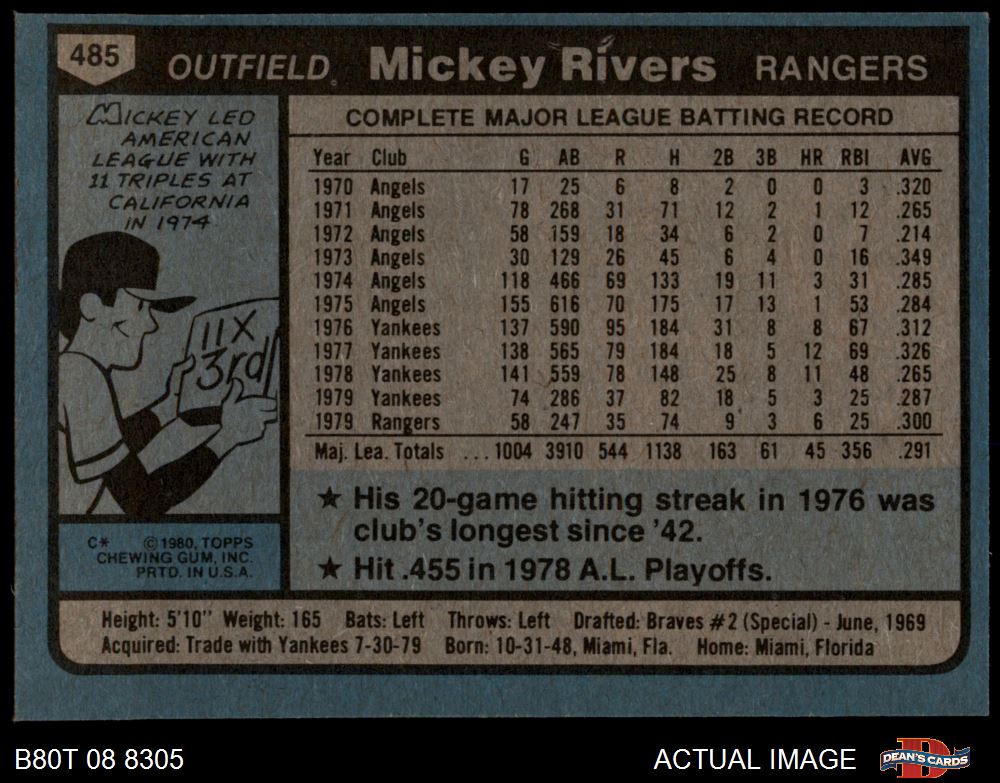 485 OUTFIELD Mickey Rivers RANGERS
MICKEY LED
AMERICAN
LEAGUE WITH
11 TRIPLES AT
CALIFORNIA
IN 1974
11X
3rd
C* ©1980, TOPPS
CHEWING GUM, INC.
PRTD. IN U.S.A.
COMPLETE MAJOR LEAGUE BATTING RECORD
Year Club G AB R H 2B 3B HR RBI AVG
1970 Angels 17 25 6 8 2 0 0 3 .320
1971 Angels 78 268 31 71 12 2 1 12 .265
1972 Angels 58 159 18 34 6 2 0 7 .214
1973 Angels 30 129 26 45 6 4 0 16 .349
1974 Angels 118 466 69 133 19 11 3 31 .285
1975 Angels 155 616 70 175 17 13 1 53 .284
1976 Yankees 137 590 95 184 31 8 8 67 .312
1977 Yankees 138 565 79 184 18 5 12 69 .326
1978 Yankees 141 559 78 148 25 8 11 48 .265
1979 Yankees 74 286 37 82 18 5 3 25 .287
1979 Rangers 58 247 35 74 9 3 6 25 .300
Maj. Lea. Totals ... 1004 3910 544 1138 163 61 45 356 .291
★ His 20-game hitting streak in 1976 was
club's longest since '42.
★ Hit .455 in 1978 A.L. Playoffs.
Height: 5'10" Weight: 165 Bats: Left Throws: Left Drafted: Braves #2 (Special) - June, 1969
Acquired: Trade with Yankees 7-30-79 Born: 10-31-48, Miami, Fla. Home: Miami, Florida
B80T 08 8305 ACTUAL IMAGE DEAN'S CARDS